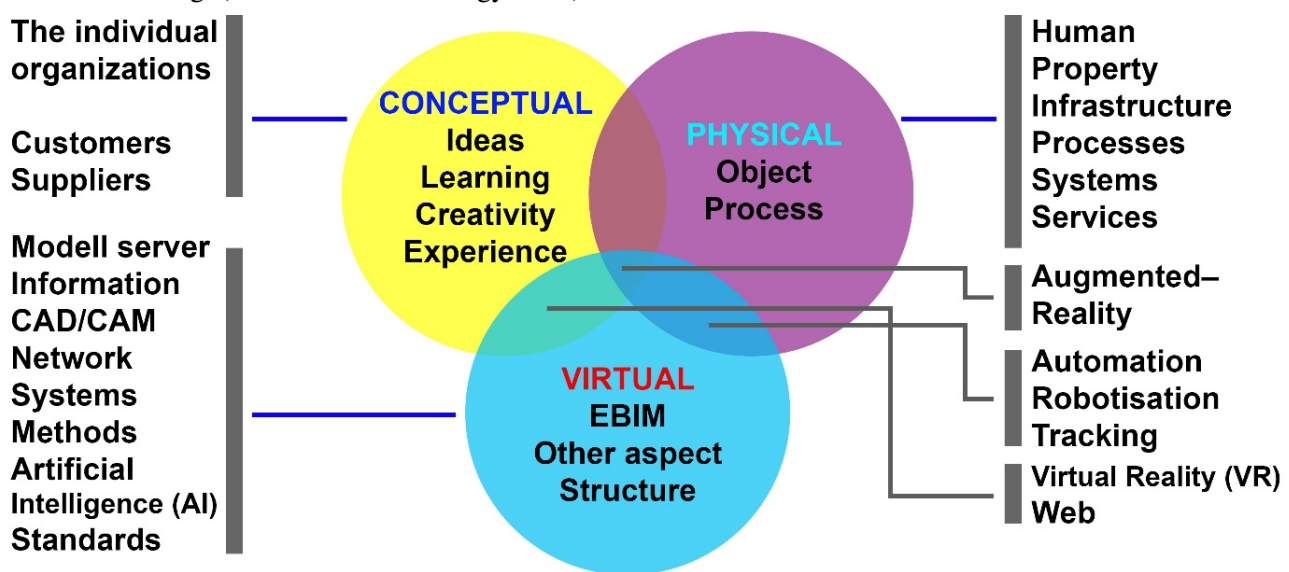 The individual
organizations
Customers
Suppliers
Modell server
Information
CAD/CAM
Network
Systems
Methods
Artificial
Intelligence (AI)
Standards
CONCEPTUAL
Ideas
Learning
Creativity
Experience
PHYSICAL
Object
Process
VIRTUAL
EBIM
Other aspect
Structure
Human
Property
Infrastructure
Processes
Systems
Services
Augmented–
Reality
Automation
Robotisation
Tracking
Virtual Reality (VR)
Web